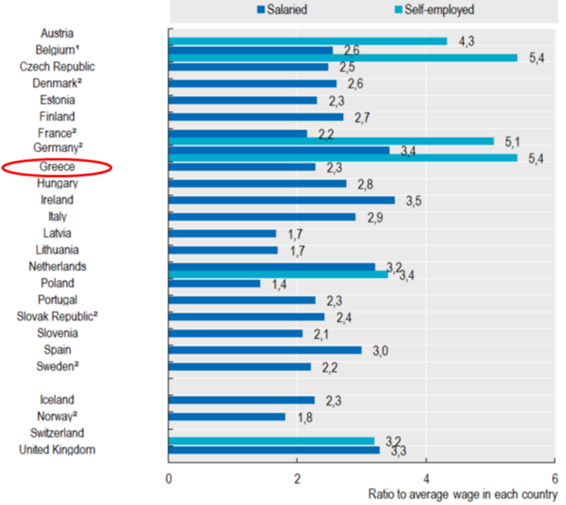 Salaried Self-employed
Austria 4,3
Belgium¹ 2,6
5,4
Czech Republic 2,5
Denmark² 2,6
Estonia 2,3
Finland 2,7
France² 2,2
5,1
Germany² 3,4
5,4
Greece 2,3
Hungary 2,8
Ireland 3,5
Italy 2,9
Latvia 1,7
Lithuania 1,7
Netherlands 3,2
3,4
Poland 1,4
Portugal 2,3
Slovak Republic² 2,4
Slovenia 2,1
Spain 3,0
Sweden² 2,2
Iceland 2,3
Norway² 1,8
Switzerland 3,2
United Kingdom 3,3
0 2 4 6
Ratio to average wage in each country